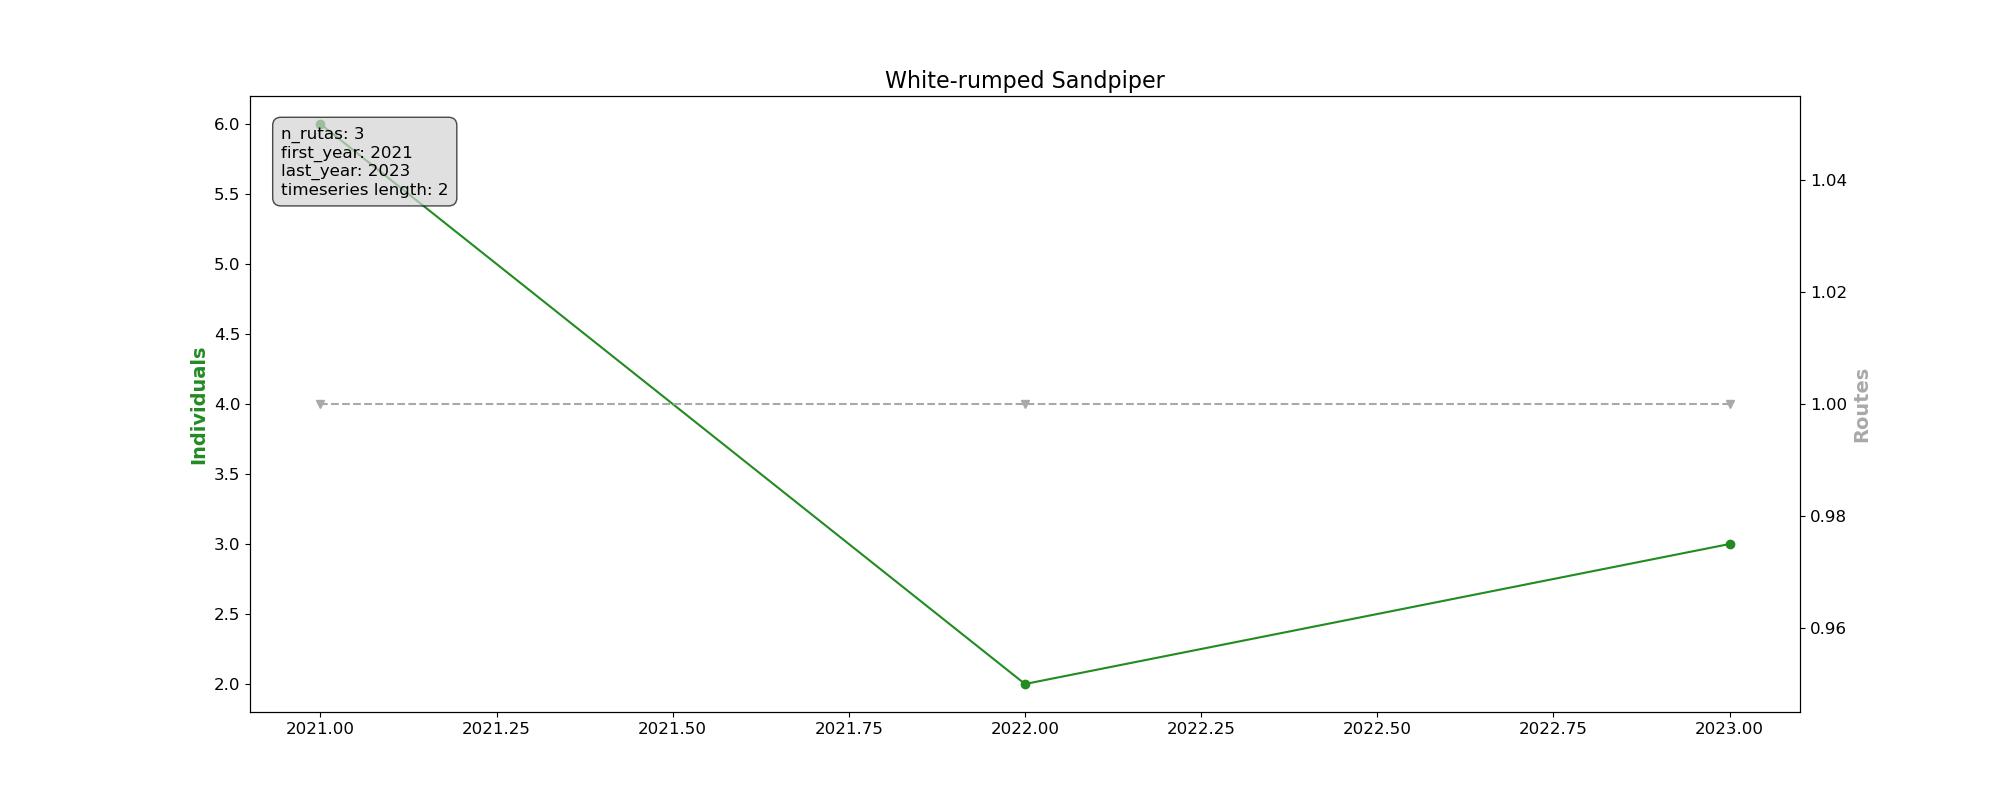 White-rumped Sandpiper
n_rutas: 3
first_year: 2021
last_year: 2023
timeseries length: 2
6.0
5.5
5.0
4.5
4.0
3.5
3.0
2.5
2.0
Individuals
1.04
1.02
1.00
0.98
0.96
Routes
2021.00 2021.25 2021.50 2021.75 2022.00 2022.25 2022.50 2022.75 2023.00